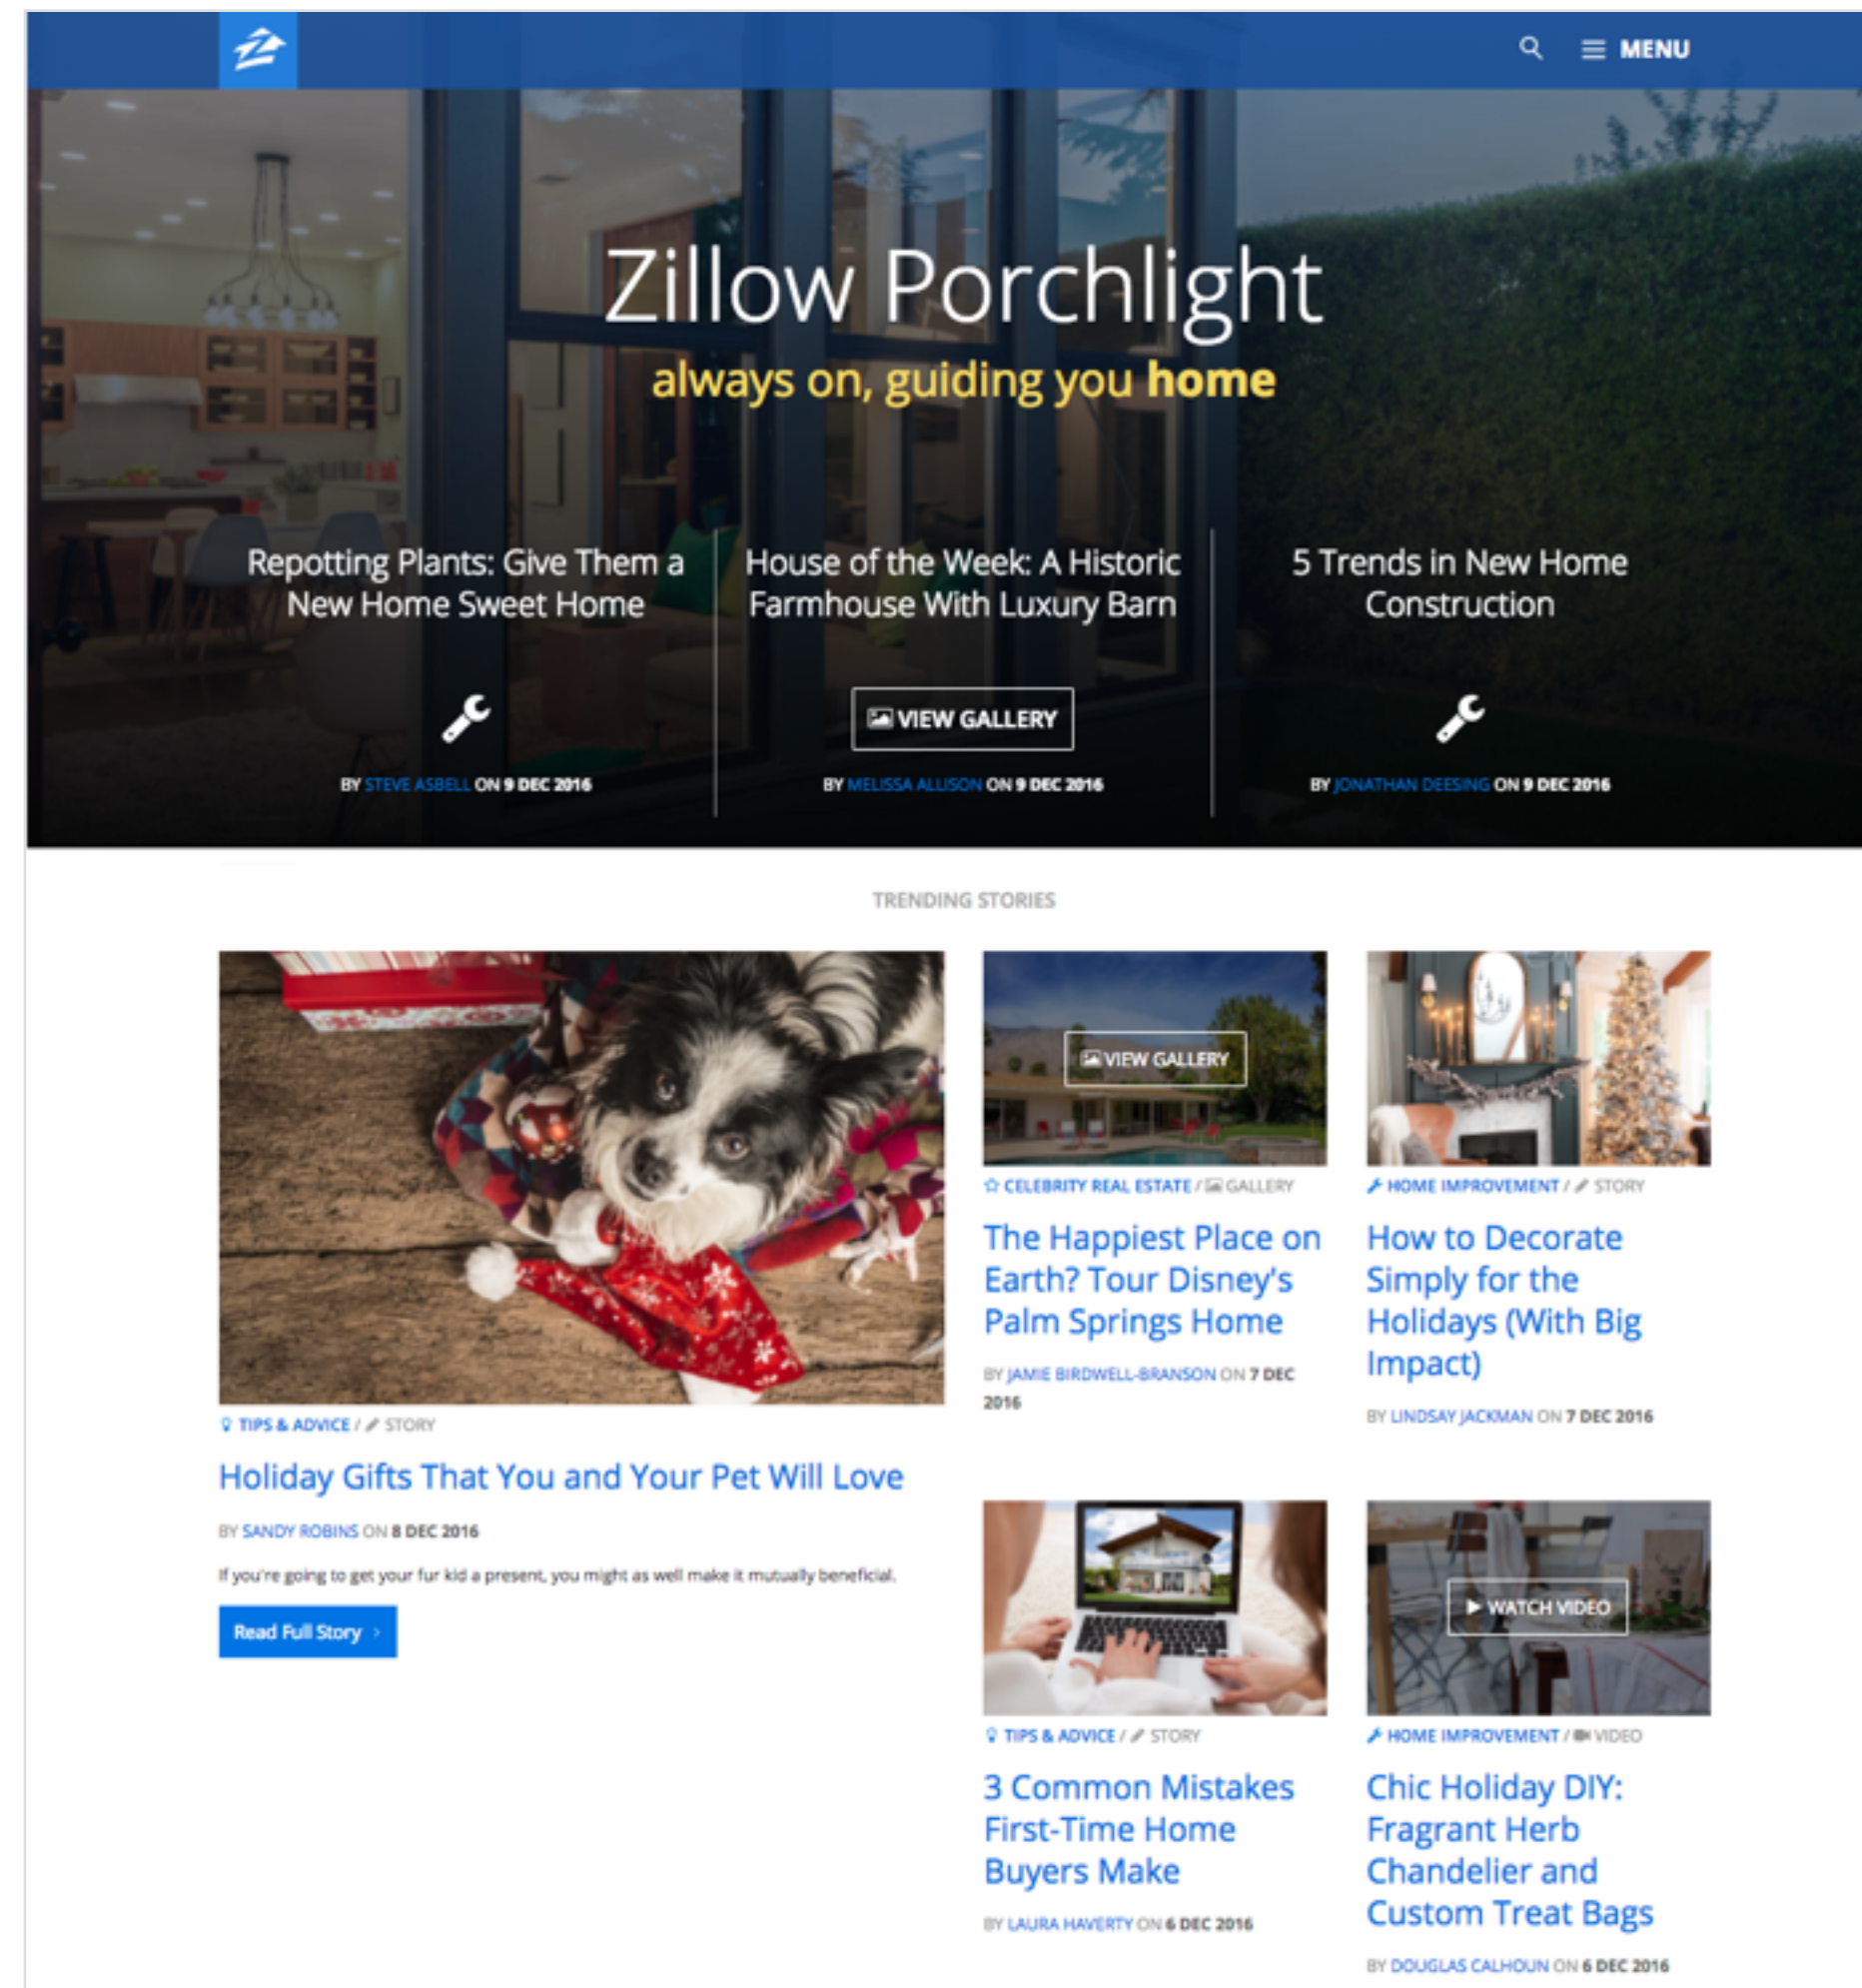 MENU
Zillow Porchlight
always on, guiding you home
Repotting Plants: Give Them a
New Home Sweet Home
BY STEVE ASBELL ON 9 DEC 2016
House of the Week: A Historic
Farmhouse With Luxury Barn
VIEW GALLERY
BY MELISSA ALLISON ON 9 DEC 2016
5 Trends in New Home
Construction
BY JONATHAN DEESING ON 9 DEC 2016
TRENDING STORIES
TIPS & ADVICE / STORY
Holiday Gifts That You and Your Pet Will Love
BY SANDY ROBINS ON 8 DEC 2016
If you're going to get your fur kid a present, you might as well make it mutually beneficial.
Read Full Story
VIEW GALLERY
CELEBRITY REAL ESTATE / GALLERY
The Happiest Place on
Earth? Tour Disney's
Palm Springs Home
BY JAMIE BIRDWELL-BRANSON ON 7 DEC
2016
HOME IMPROVEMENT / STORY
How to Decorate
Simply for the
Holidays (With Big
Impact)
BY LINDSAY JACKMAN ON 7 DEC 2016
TIPS & ADVICE / STORY
3 Common Mistakes
First-Time Home
Buyers Make
BY LAURA HAVERTY ON 6 DEC 2016
WATCH VIDEO
HOME IMPROVEMENT / VIDEO
Chic Holiday DIY:
Fragrant Herb
Chandelier and
Custom Treat Bags
BY DOUGLAS CALHOUN ON 6 DEC 2016